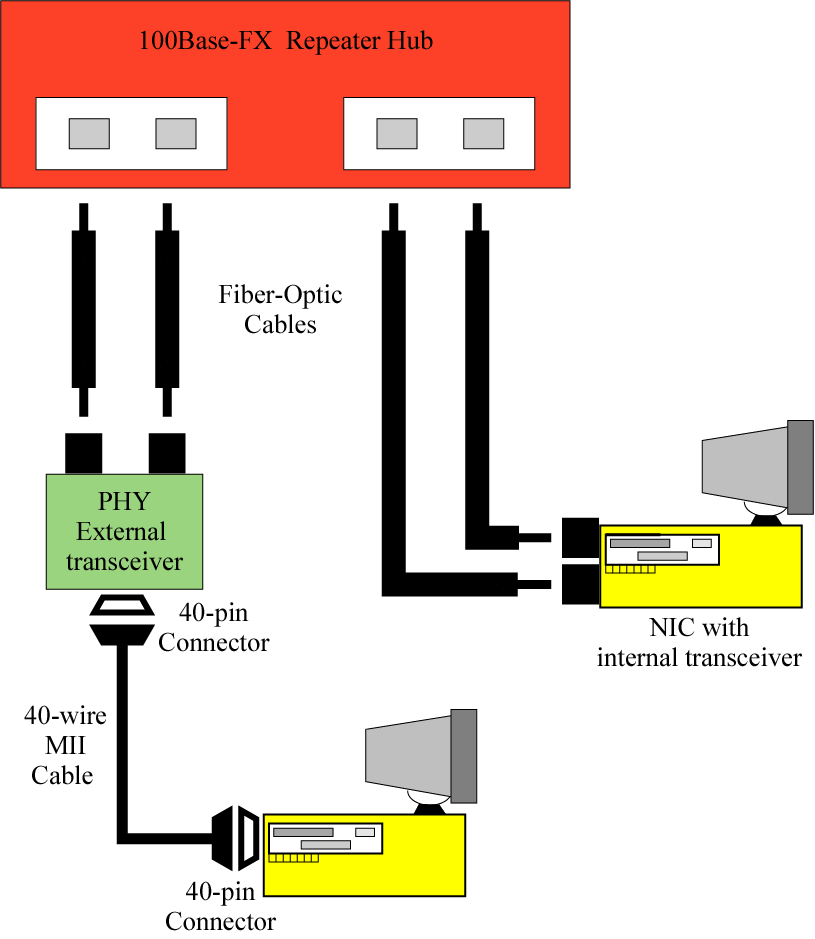 100Base-FX  Repeater Hub
Fiber-Optic
Cables
PHY
External
transceiver
40-pin
Connector
NIC with
internal transceiver
40-wire
MII
Cable
40-pin
Connector